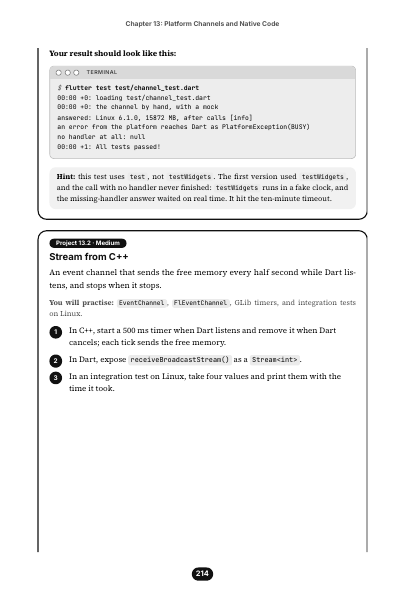 Chapter 13: Platform Channels and Native Code
Your result should look like this:
TERMINAL
$ flutter test test/channel_test.dart
00:00 +0: loading test/channel_test.dart
00:00 +0: the channel by hand, with a mock
answered: Linux 6.1.0, 15872 MB, after calls [info]
an error from the platform reaches Dart as PlatformException(BUSY)
no handler at all: null
00:00 +1: All tests passed!
Hint: this test uses test, not testWidgets. The first version used testWidgets,
and the call with no handler never finished: testWidgets runs in a fake clock, and
the missing-handler answer waited on real time. It hit the ten-minute timeout.
Project 13.2 · Medium
Stream from C++
An event channel that sends the free memory every half second while Dart lis-
tens, and stops when it stops.
You will practise: EventChannel, FlEventChannel, GLib timers, and integration tests
on Linux.
1 In C++, start a 500 ms timer when Dart listens and remove it when Dart
cancels; each tick sends the free memory.
2 In Dart, expose receiveBroadcastStream() as a Stream<int>.
3 In an integration test on Linux, take four values and print them with the
time it took.
214